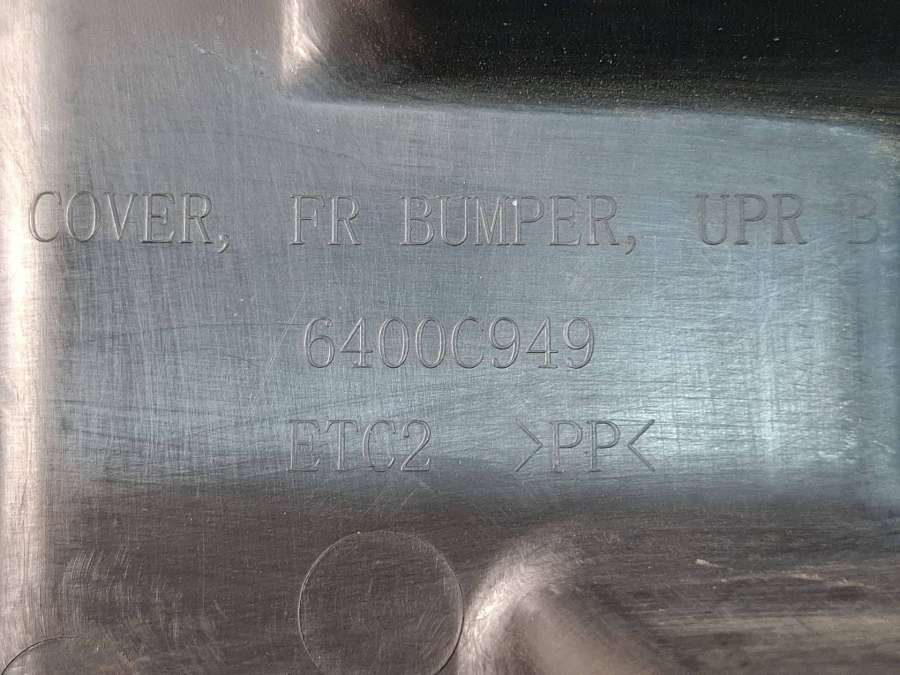 COVER, FR BUMPER, UPR B
6400C949
ETC2 >PP<